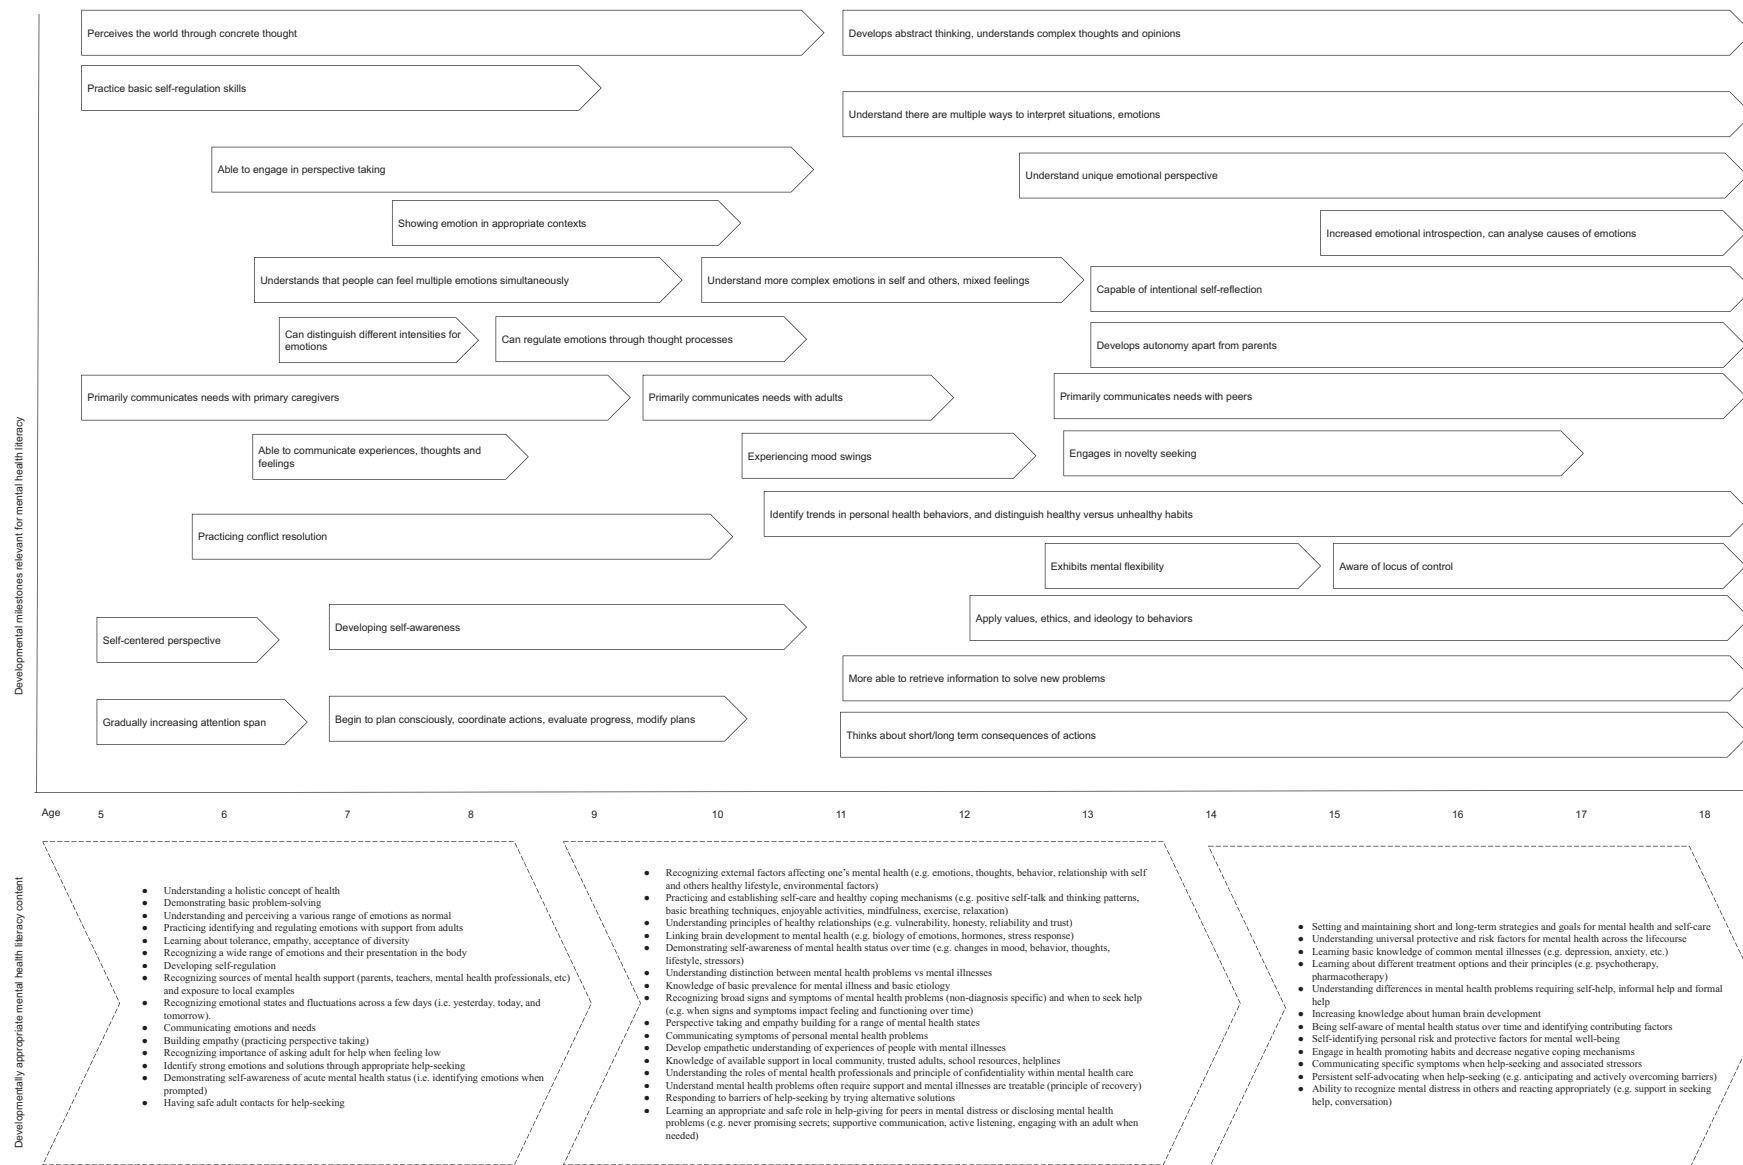 Perceives the world through concrete thought
Develops abstract thinking, understands complex thoughts and opinions
Practice basic self-regulation skills
Understand there are multiple ways to interpret situations, emotions
Able to engage in perspective taking
Understand unique emotional perspective
Showing emotion in appropriate contexts
Increased emotional introspection, can analyse causes of emotions
Understands that people can feel multiple emotions simultaneously
Understand more complex emotions in self and others, mixed feelings
Capable of intentional self-reflection
Can distinguish different intensities for
emotions
Can regulate emotions through thought processes
Develops autonomy apart from parents
Primarily communicates needs with primary caregivers
Primarily communicates needs with adults
Primarily communicates needs with peers
Able to communicate experiences, thoughts and
feelings
Experiencing mood swings
Engages in novelty seeking
Identify trends in personal health behaviors, and distinguish healthy versus unhealthy habits
Practicing conflict resolution
Exhibits mental flexibility
Aware of locus of control
Apply values, ethics, and ideology to behaviors
Self-centered perspective
Developing self-awareness
More able to retrieve information to solve new problems
Gradually increasing attention span
Begin to plan consciously, coordinate actions, evaluate progress, modify plans
Thinks about short/long term consequences of actions
Developmental milestones relevant for mental health literacy
Age 5 6 7 8 9 10 11 12 13 14 15 16 17 18
Developmentally appropriate mental health literacy content
● Understanding a holistic concept of health
● Demonstrating basic problem-solving
● Understanding and perceiving a various range of emotions as normal
● Practicing identifying and regulating emotions with support from adults
● Learning about tolerance, empathy, acceptance of diversity
● Recognizing a wide range of emotions and their presentation in the body
● Developing self-regulation
● Recognizing sources of mental health support (parents, teachers, mental health professionals, etc)
and exposure to local examples
● Recognizing emotional states and fluctuations across a few days (i.e. yesterday, today, and
tomorrow).
● Communicating emotions and needs
● Building empathy (practicing perspective taking)
● Recognizing importance of asking adult for help when feeling low
● Identify strong emotions and solutions through appropriate help-seeking
● Demonstrating self-awareness of acute mental health status (i.e. identifying emotions when
prompted)
● Having safe adult contacts for help-seeking
● Recognizing external factors affecting one's mental health (e.g. emotions, thoughts, behavior, relationship with self
and others healthy lifestyle, environmental factors)
● Practicing and establishing self-care and healthy coping mechanisms (e.g. positive self-talk and thinking patterns,
basic breathing techniques, enjoyable activities, mindfulness, exercise, relaxation)
● Understanding principles of healthy relationships (e.g. vulnerability, honesty, reliability and trust)
● Linking brain development to mental health (e.g. biology of emotions, hormones, stress response)
● Demonstrating self-awareness of mental health status over time (e.g. changes in mood, behavior, thoughts,
lifestyle, stressors)
● Understanding distinction between mental health problems vs mental illnesses
● Knowledge of basic prevalence for mental illness and basic etiology
● Recognizing broad signs and symptoms of mental health problems (non-diagnosis specific) and when to seek help
(e.g. when signs and symptoms impact feeling and functioning over time)
● Perspective taking and empathy building for a range of mental health states
● Communicating symptoms of personal mental health problems
● Develop empathetic understanding of experiences of people with mental illnesses
● Knowledge of available support in local community, trusted adults, school resources, helplines
● Understanding the roles of mental health professionals and principle of confidentiality within mental health care
● Understand mental health problems often require support and mental illnesses are treatable (principle of recovery)
● Responding to barriers of help-seeking by trying alternative solutions
● Learning an appropriate and safe role in help-giving for peers in mental distress or disclosing mental health
problems (e.g. never promising secrets; supportive communication, active listening, engaging with an adult when
needed)
● Setting and maintaining short and long-term strategies and goals for mental health and self-care
● Understanding universal protective and risk factors for mental health across the lifecourse
● Learning basic knowledge of common mental illnesses (e.g. depression, anxiety, etc.)
● Learning about different treatment options and their principles (e.g. psychotherapy,
pharmacotherapy)
● Understanding differences in mental health problems requiring self-help, informal help and formal
help
● Increasing knowledge about human brain development
● Being self-aware of mental health status over time and identifying contributing factors
● Self-identifying personal risk and protective factors for mental well-being
● Engage in health promoting habits and decrease negative coping mechanisms
● Communicating specific symptoms when help-seeking and associated stressors
● Persistent self-advocating when help-seeking (e.g. anticipating and actively overcoming barriers)
● Ability to recognize mental distress in others and reacting appropriately (e.g. support in seeking
help, conversation)